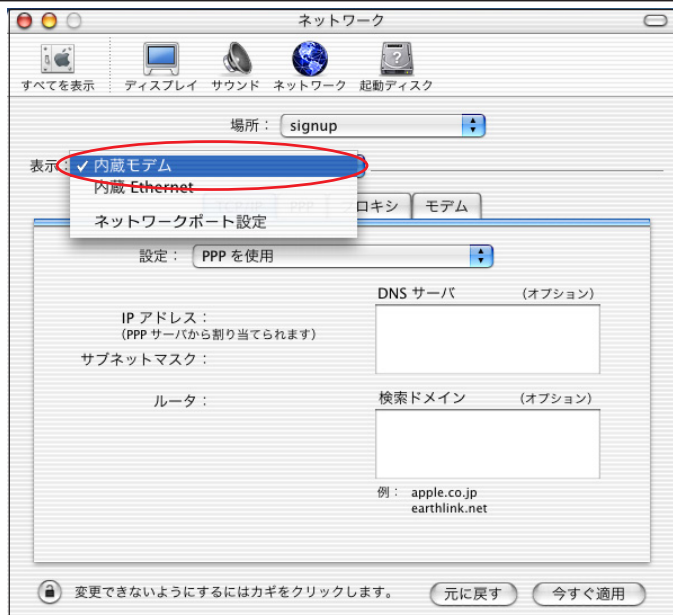 ネットワーク
すべてを表示 ディスプレイ サウンド ネットワーク 起動ディスク
場所： signup
表示： ✓ 内蔵モデム
内蔵 Ethernet
ネットワークポート設定
TCP/IP PPP プロキシ モデム
設定： PPP を使用
DNS サーバ （オプション）
IP アドレス：
（PPP サーバから割り当てられます）
サブネットマスク：
ルータ：
検索ドメイン （オプション）
例： apple.co.jp
earthlink.net
変更できないようにするにはカギをクリックします。 元に戻す 今すぐ適用